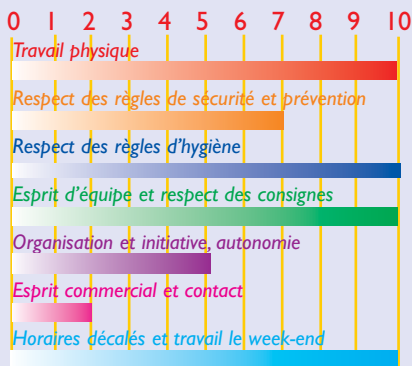 0 1 2 3 4 5 6 7 8 9 10
Travail physique
Respect des règles de sécurité et prévention
Respect des règles d'hygiène
Esprit d'équipe et respect des consignes
Organisation et initiative, autonomie
Esprit commercial et contact
Horaires décalés et travail le week-end